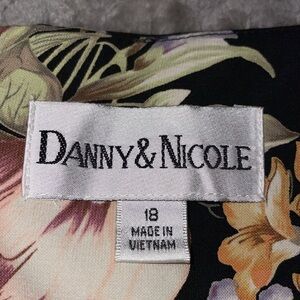 DANNY & NICOLE
18
MADE IN
VIETNAM